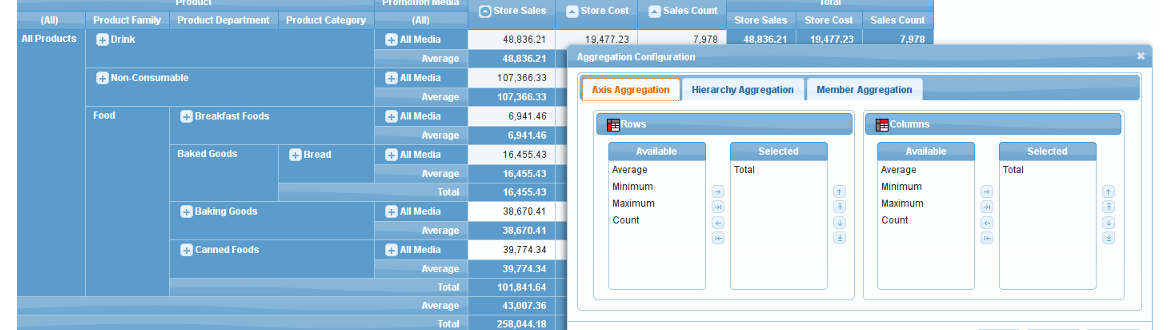 Product Promotion Media Store Sales Store Cost Sales Count Total
(All) Product Family Product Department Product Category (All) Store Sales Store Cost Sales Count
All Products Drink All Media 48,836.21 19,477.23 7,978 48,836.21 19,477.23 7,978
Average 48,836.21
Non-Consumable All Media 107,366.33
Average 107,366.33
Food Breakfast Foods All Media 6,941.46
Average 6,941.46
Baked Goods Bread All Media 16,455.43
Average 16,455.43
Total 16,455.43
Baking Goods All Media 38,670.41
Average 38,670.41
Canned Foods All Media 39,774.34
Average 39,774.34
Total 101,841.64
Average 43,007.36
Total 258,044.18
Aggregation Configuration
Axis Aggregation Hierarchy Aggregation Member Aggregation
Rows
Available Selected
Average Total
Minimum
Maximum
Count
Columns
Available Selected
Average Total
Minimum
Maximum
Count